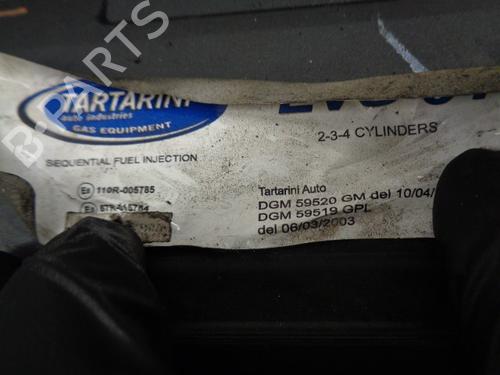 TARTARINI
Auto industries
GAS EQUIPMENT
2-3-4 CYLINDERS
SEQUENTIAL FUEL INJECTION
110R-005785
Tartarini Auto
DGM 59520 GM del 10/04/
DGM 59519 GPL
del 06/03/2003
B-PARTS